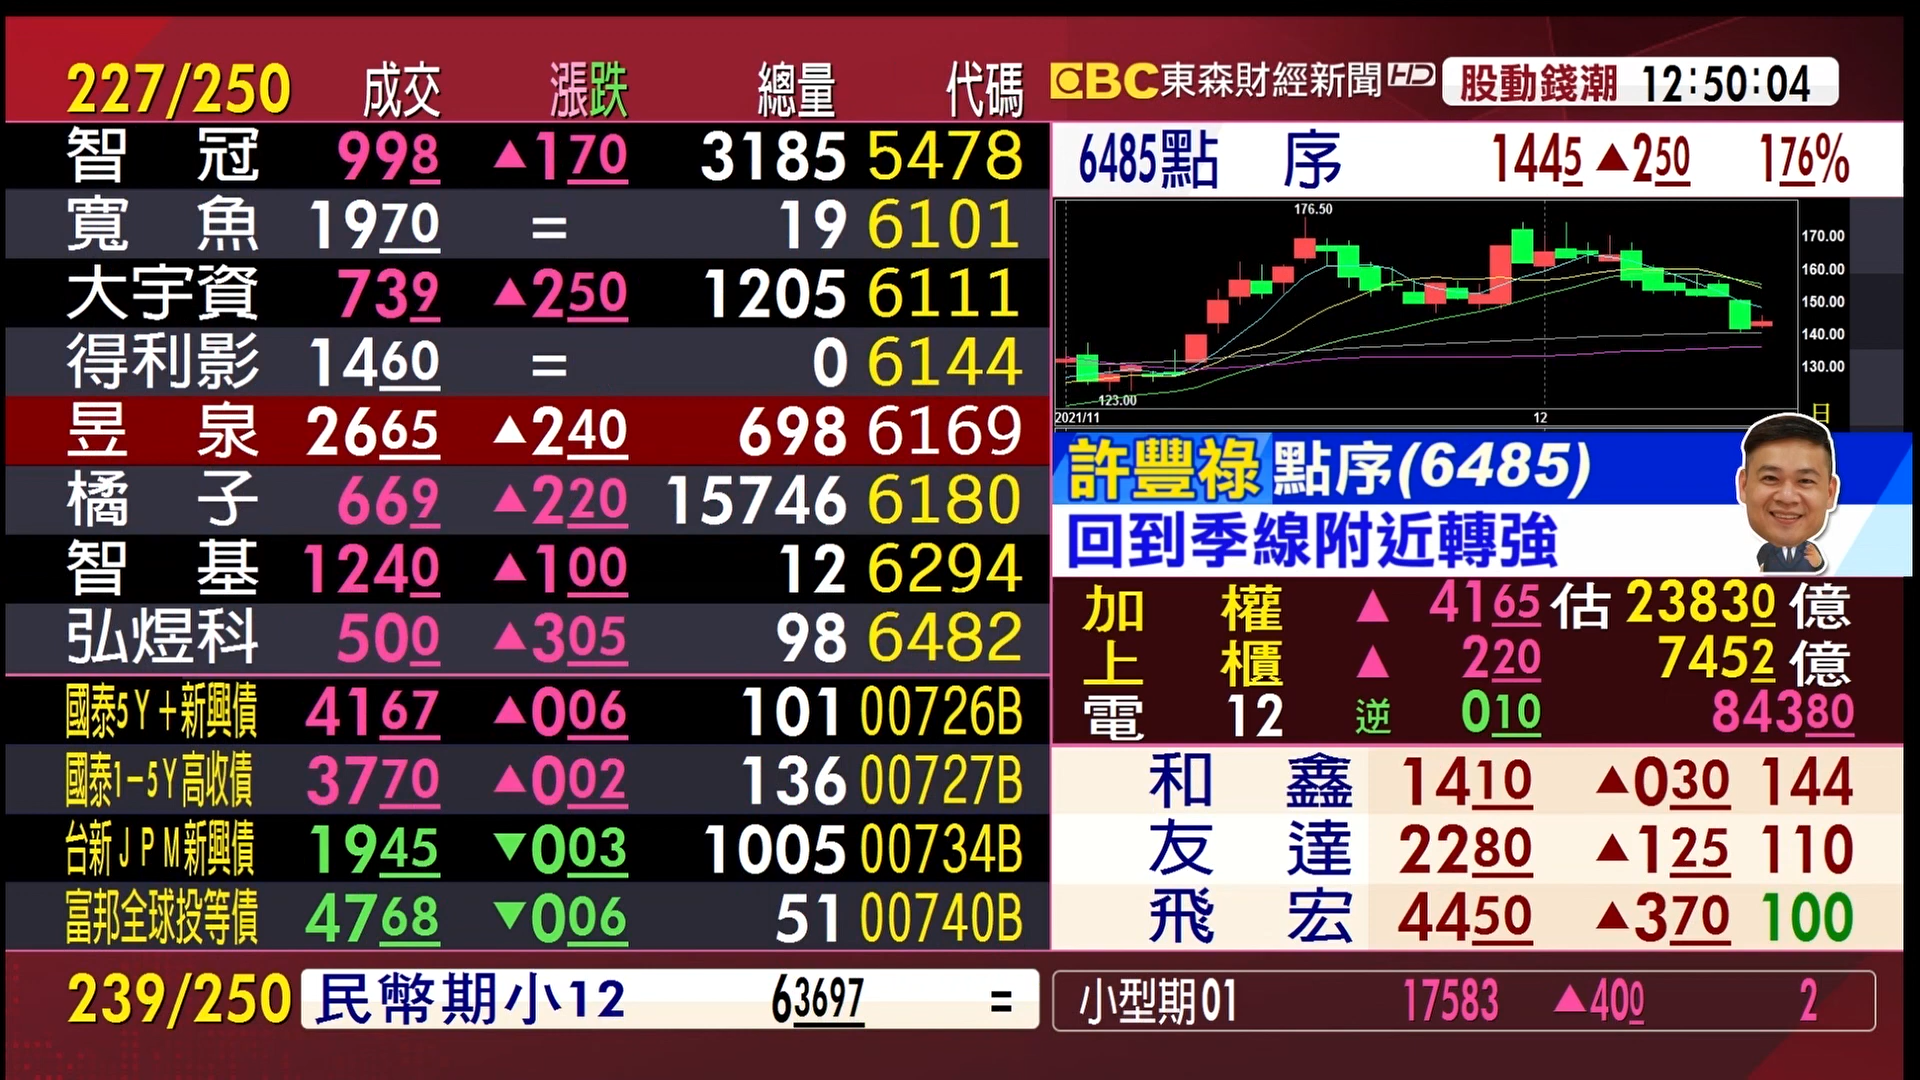 227/250 成交 漲跌 總量 代碼
智冠 998 ▲170 3185 5478
寬魚 1970 = 19 6101
大宇資 739 ▲250 1205 6111
得利影 1460 = 0 6144
昱泉 2665 ▲240 698 6169
橘子 669 ▲220 15746 6180
智基 1240 ▲100 12 6294
弘煜科 500 ▲305 98 6482
國泰5Y+新興債 4167 ▲006 101 00726B
國泰1-5Y高收債 3770 ▲002 136 00727B
台新JPM新興債 1945 ▼003 1005 00734B
富邦全球投等債 4768 ▼006 51 00740B
239/250 民幣期小12 63697 =
EBC東森財經新聞HD 股動錢潮 12:50:04
6485點序 1445 ▲250 176%
176.50
170.00
160.00
150.00
140.00
130.00
123.00
2021/11 12 日
許豐祿 點序(6485)
回到季線附近轉強
加權 ▲ 4165 估 23830 億
上櫃 ▲ 220 7452 億
電12 逆 010 84380
和鑫 1410 ▲030 144
友達 2280 ▲125 110
飛宏 4450 ▲370 100
小型期01 17583 ▲400 2